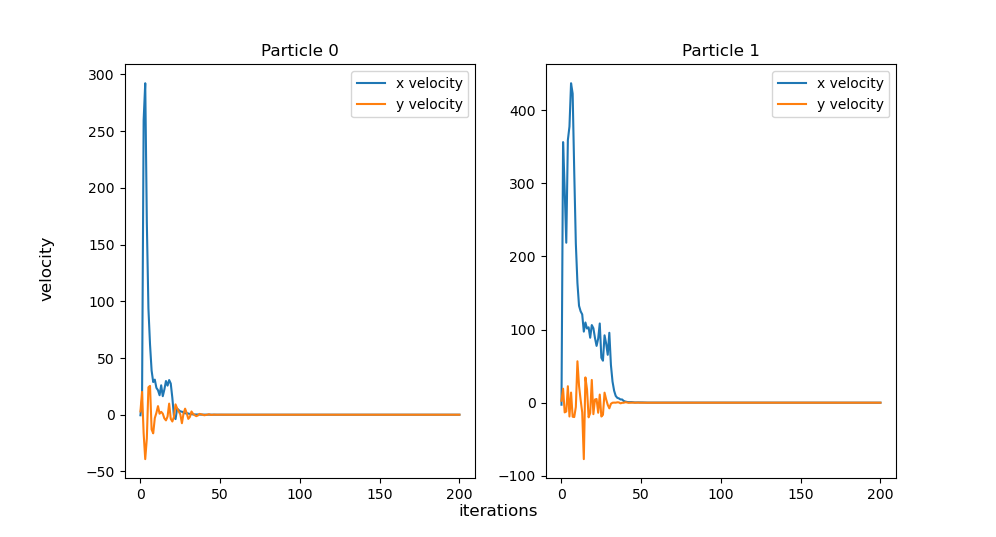 Particle 0
Particle 1
x velocity
y velocity
x velocity
y velocity
300
250
200
150
100
50
0
−50
400
300
200
100
0
−100
velocity
0 50 100 150 200
0 50 100 150 200
iterations